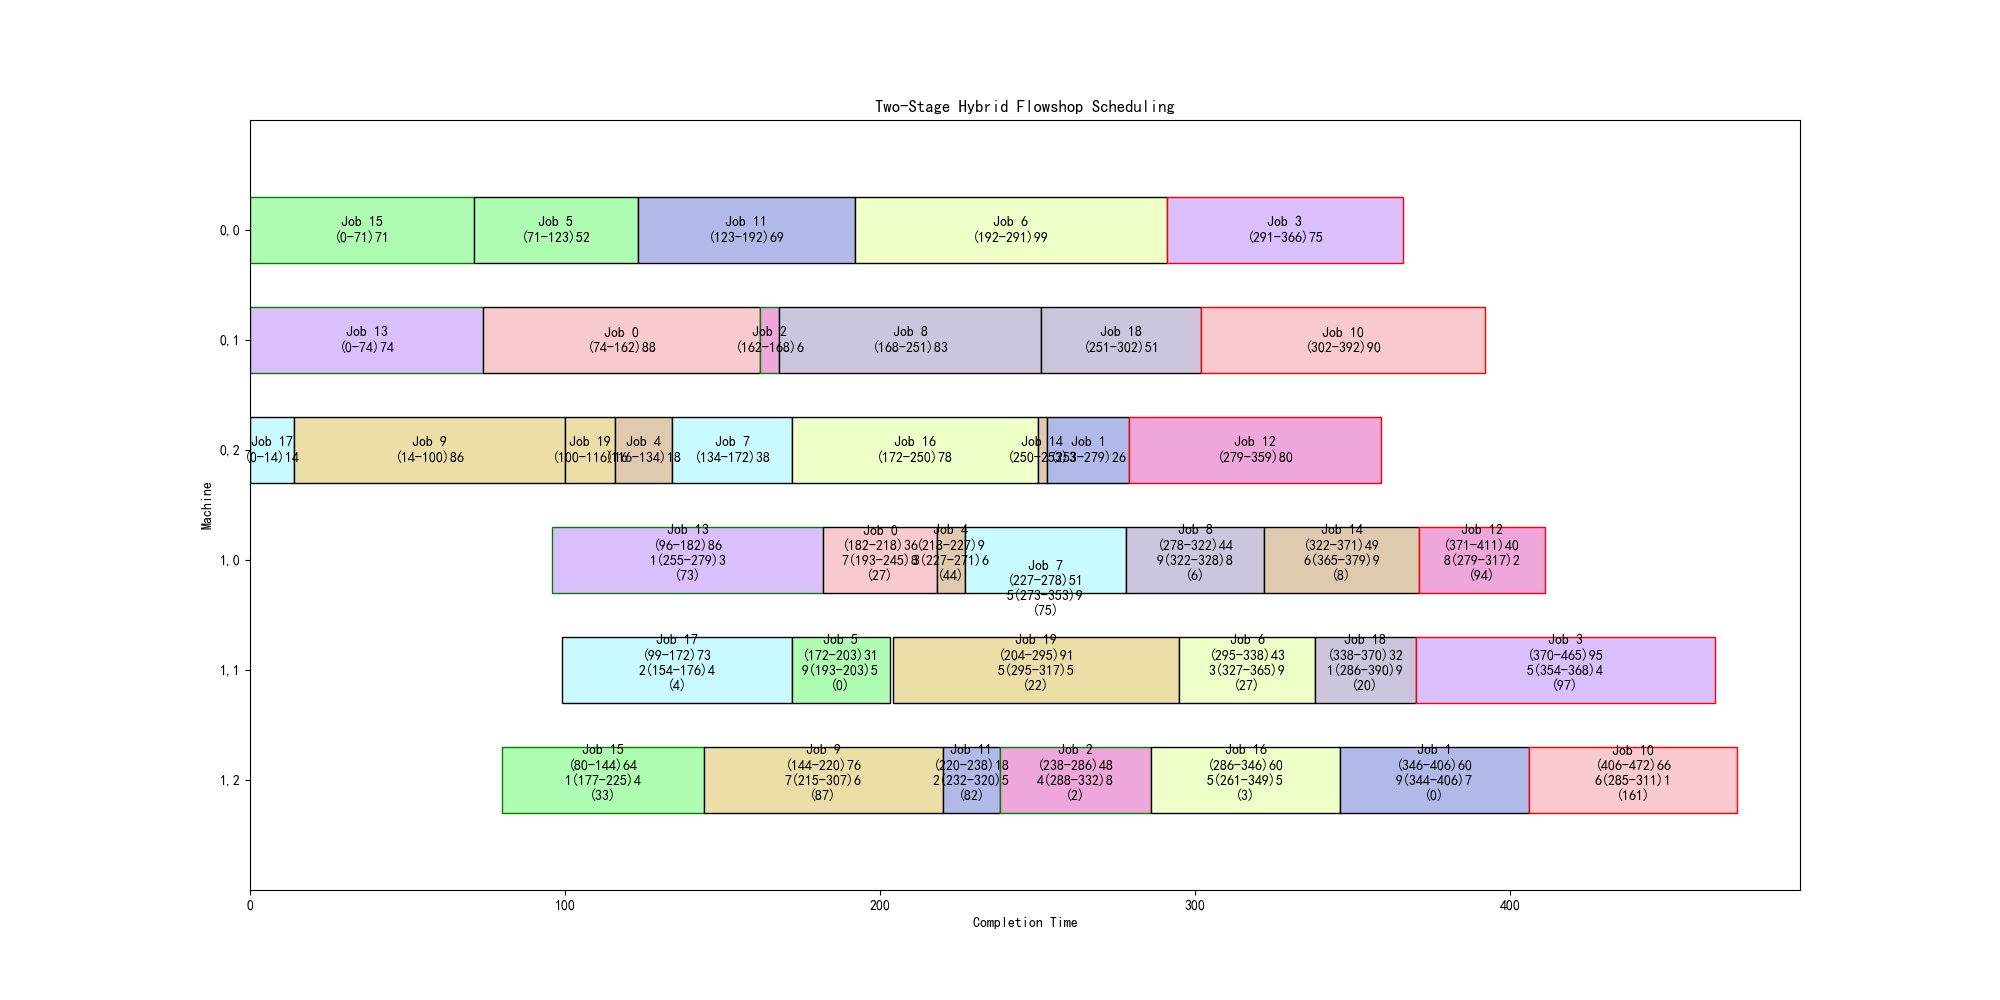 Two-Stage Hybrid Flowshop Scheduling
0,0
Job 15
(0-71)71
Job 5
(71-123)52
Job 11
(123-192)69
Job 6
(192-291)99
Job 3
(291-366)75
0,1
Job 13
(0-74)74
Job 0
(74-162)88
Job 2
(162-168)6
Job 8
(168-251)83
Job 18
(251-302)51
Job 10
(302-392)90
0,2
Job 17
(0-14)14
Job 9
(14-100)86
Job 19
(100-116)16
Job 4
(116-134)18
Job 7
(134-172)38
Job 16
(172-250)78
Job 14
(250-253)3
Job 1
(253-279)26
Job 12
(279-359)80
Machine
1,0
Job 13
(96-182)86
1(255-279)3
(73)
Job 0
(182-218)36
7(193-245)8
(27)
Job 4
(218-227)9
3(227-271)6
(44)
Job 7
(227-278)51
5(273-353)9
(75)
Job 8
(278-322)44
9(322-328)8
(6)
Job 14
(322-371)49
6(365-379)9
(8)
Job 12
(371-411)40
8(279-317)2
(94)
1,1
Job 17
(99-172)73
2(154-176)4
(4)
Job 5
(172-203)31
9(193-203)5
(0)
Job 19
(204-295)91
5(295-317)5
(22)
Job 6
(295-338)43
3(327-365)9
(27)
Job 18
(338-370)32
1(286-390)9
(20)
Job 3
(370-465)95
5(354-368)4
(97)
1,2
Job 15
(80-144)64
1(177-225)4
(33)
Job 9
(144-220)76
7(215-307)6
(87)
Job 11
(220-238)18
2(232-320)5
(82)
Job 2
(238-286)48
4(288-332)8
(2)
Job 16
(286-346)60
5(261-349)5
(3)
Job 1
(346-406)60
9(344-406)7
(0)
Job 10
(406-472)66
6(285-311)1
(161)
0
100
200
300
400
Completion Time